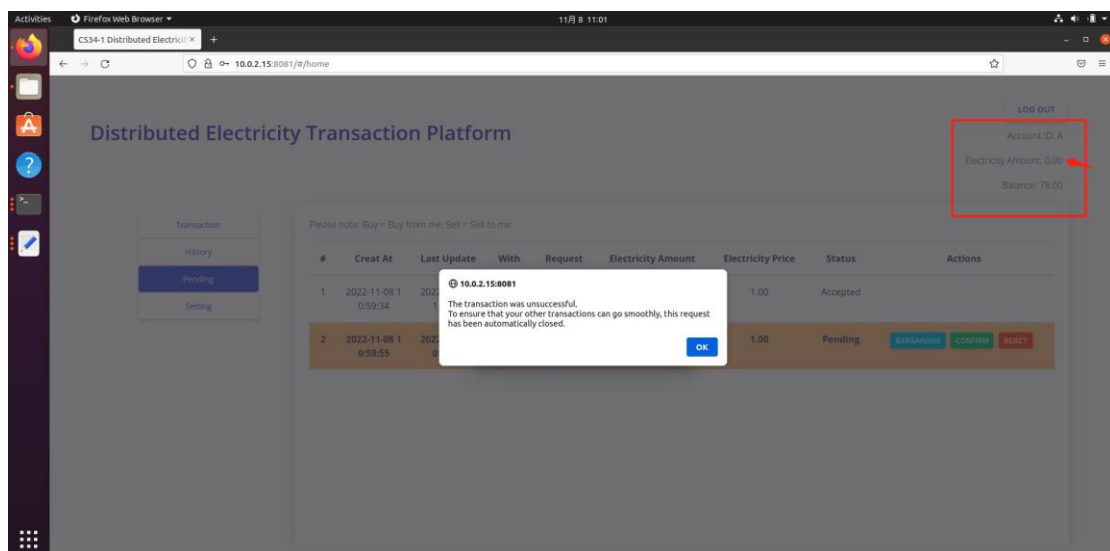 Activities
Firefox Web Browser
11月 8 11:01
CS34-1 Distributed Electricit
10.0.2.15:8081/#/home
LOG OUT
Distributed Electricity Transaction Platform
Account ID: A
Electricity Amount: 0.00
Balance: 78.00
Transaction
History
Pending
Setting
Please note: Buy = Buy from me; Sell = Sell to me
# Creat At Last Update With Request Electricity Amount Electricity Price Status Actions
1 2022-11-08 1 1.00 Accepted
0:59:34
2 2022-11-08 1 1.00 Pending BARGAINING CONFIRM REJECT
0:59:55
10.0.2.15:8081
The transaction was unsuccessful.
To ensure that your other transactions can go smoothly, this request
has been automatically closed.
OK